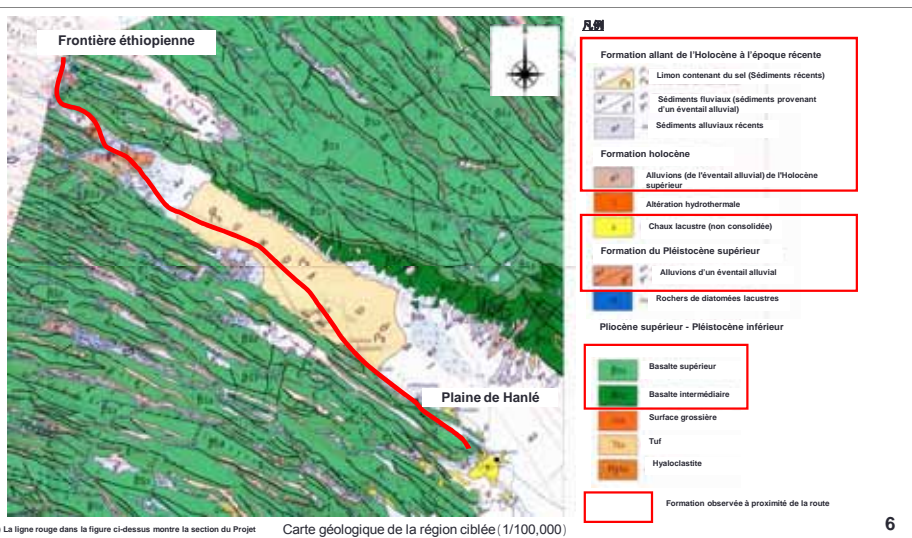 Frontière éthiopienne
Plaine de Hanlé
凡例
Formation allant de l'Holocène à l'époque récente
Limon contenant du sel (Sédiments récents)
Sédiments fluviaux (sédiments provenant
d'un éventail alluvial)
Sédiments alluviaux récents
Formation holocène
Alluvions (de l'éventail alluvial) de l'Holocène
supérieur
Altération hydrothermale
Chaux lacustre (non consolidée)
Formation du Pléistocène supérieur
Alluvions d'un éventail alluvial
Rochers de diatomées lacustres
Pliocène supérieur - Pléistocène inférieur
Basalte supérieur
Basalte intermédiaire
Surface grossière
Tuf
Hyaloclastite
Formation observée à proximité de la route
La ligne rouge dans la figure ci-dessus montre la section du Projet
Carte géologique de la région ciblée (1/100,000)
6